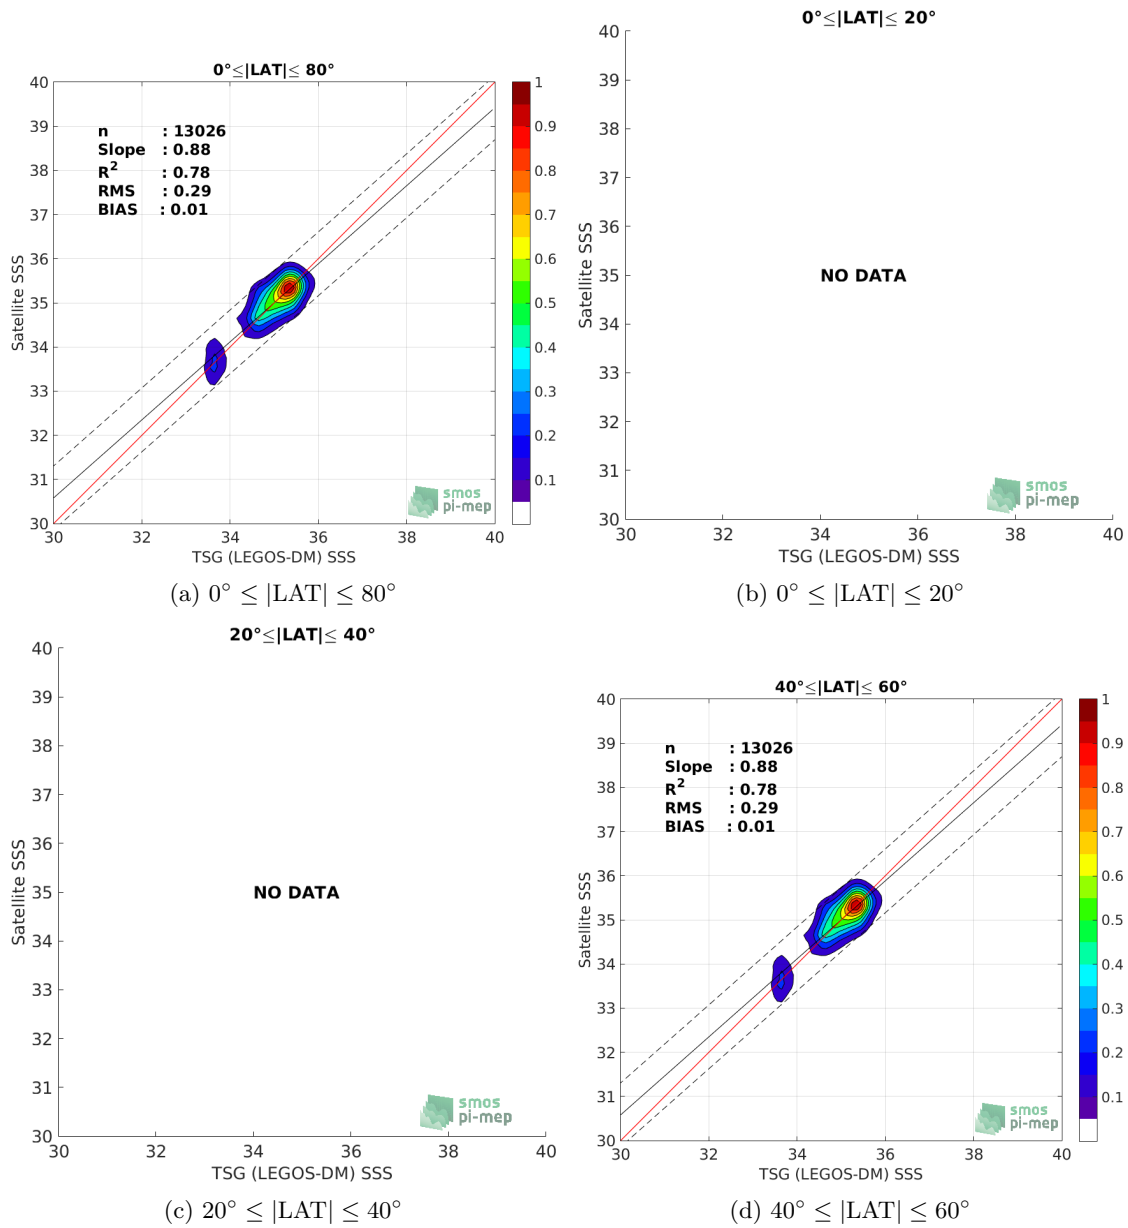 0°≤|LAT|≤ 80°
40
39
38
37
36
35
34
33
32
31
30
30 32 34 36 38 40
Satellite SSS
TSG (LEGOS-DM) SSS
n : 13026
Slope : 0.88
R² : 0.78
RMS : 0.29
BIAS : 0.01
1
0.9
0.8
0.7
0.6
0.5
0.4
0.3
0.2
0.1
smos
pi-mep
(a) 0° ≤ |LAT| ≤ 80°
0°≤|LAT|≤ 20°
40
39
38
37
36
35
34
33
32
31
30
30 32 34 36 38 40
Satellite SSS
TSG (LEGOS-DM) SSS
NO DATA
smos
pi-mep
(b) 0° ≤ |LAT| ≤ 20°
20°≤|LAT|≤ 40°
40
39
38
37
36
35
34
33
32
31
30
30 32 34 36 38 40
Satellite SSS
TSG (LEGOS-DM) SSS
NO DATA
smos
pi-mep
(c) 20° ≤ |LAT| ≤ 40°
40°≤|LAT|≤ 60°
40
39
38
37
36
35
34
33
32
31
30
30 32 34 36 38 40
Satellite SSS
TSG (LEGOS-DM) SSS
n : 13026
Slope : 0.88
R² : 0.78
RMS : 0.29
BIAS : 0.01
1
0.9
0.8
0.7
0.6
0.5
0.4
0.3
0.2
0.1
smos
pi-mep
(d) 40° ≤ |LAT| ≤ 60°